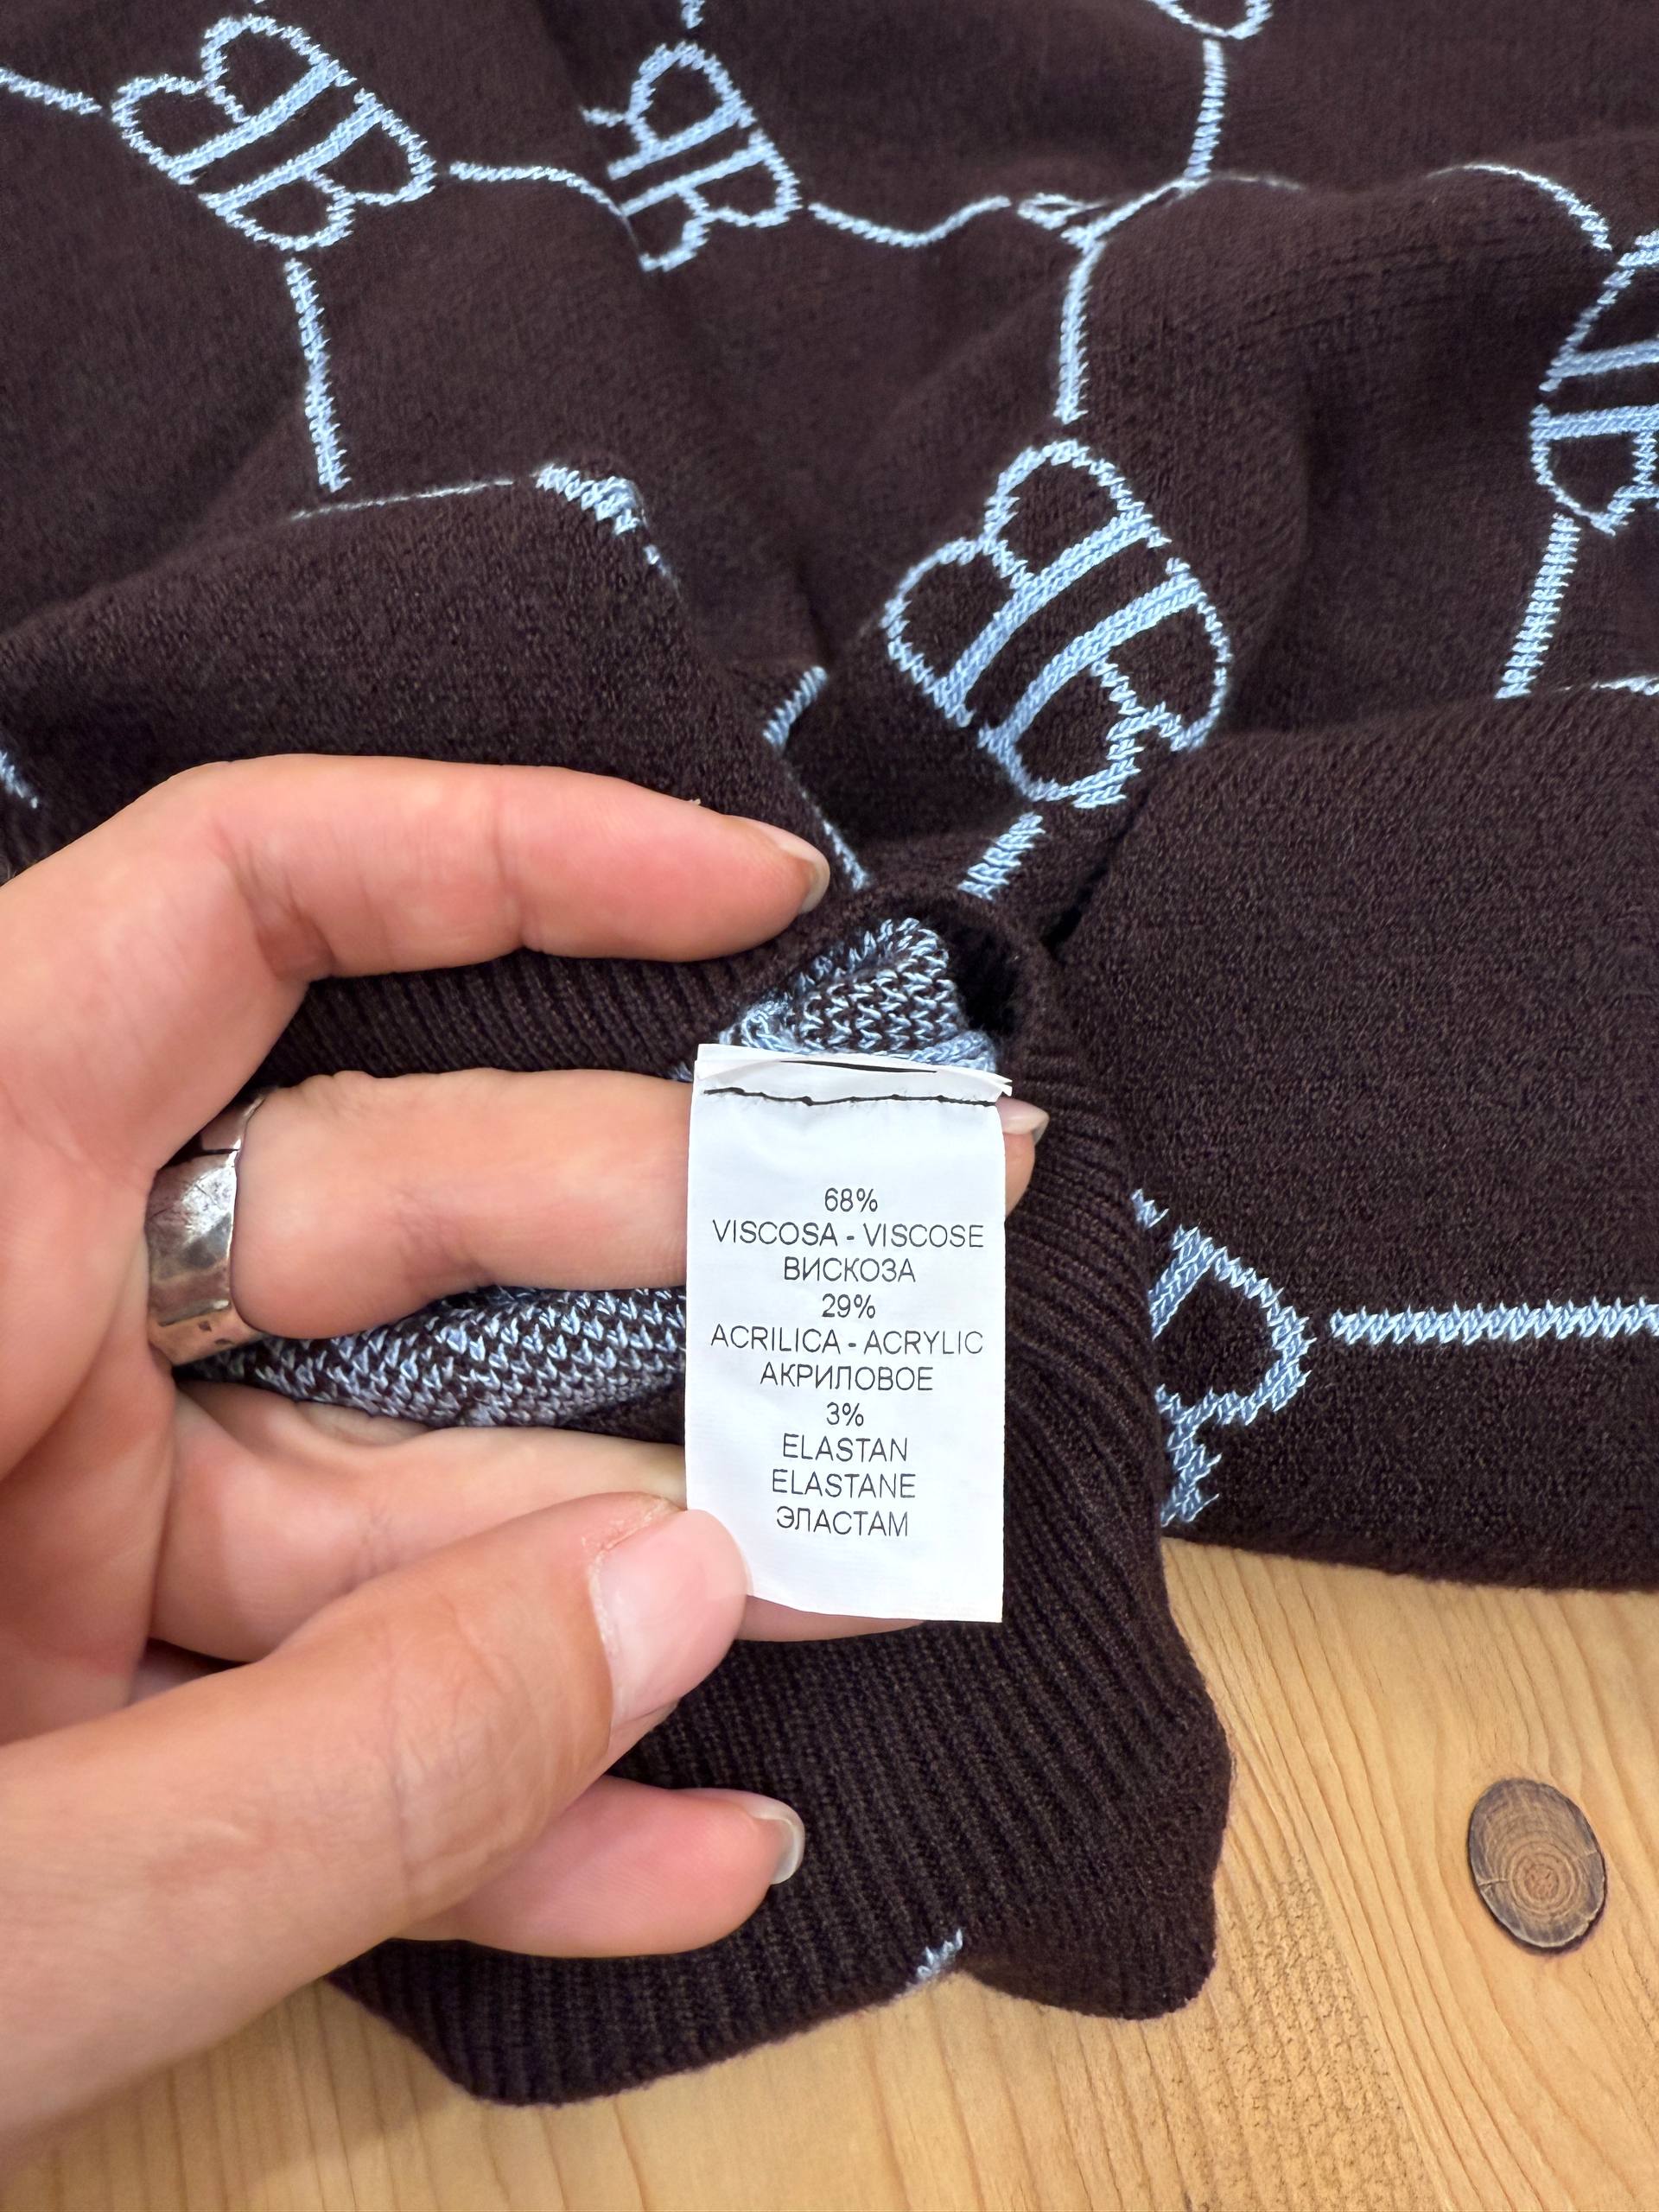 68%
VISCOSA - VISCOSE
ВИСКОЗА
29%
ACRILICA - ACRYLIC
АКРИЛОВОЕ
3%
ELASTAN
ELASTANE
ЭЛАСТАМ